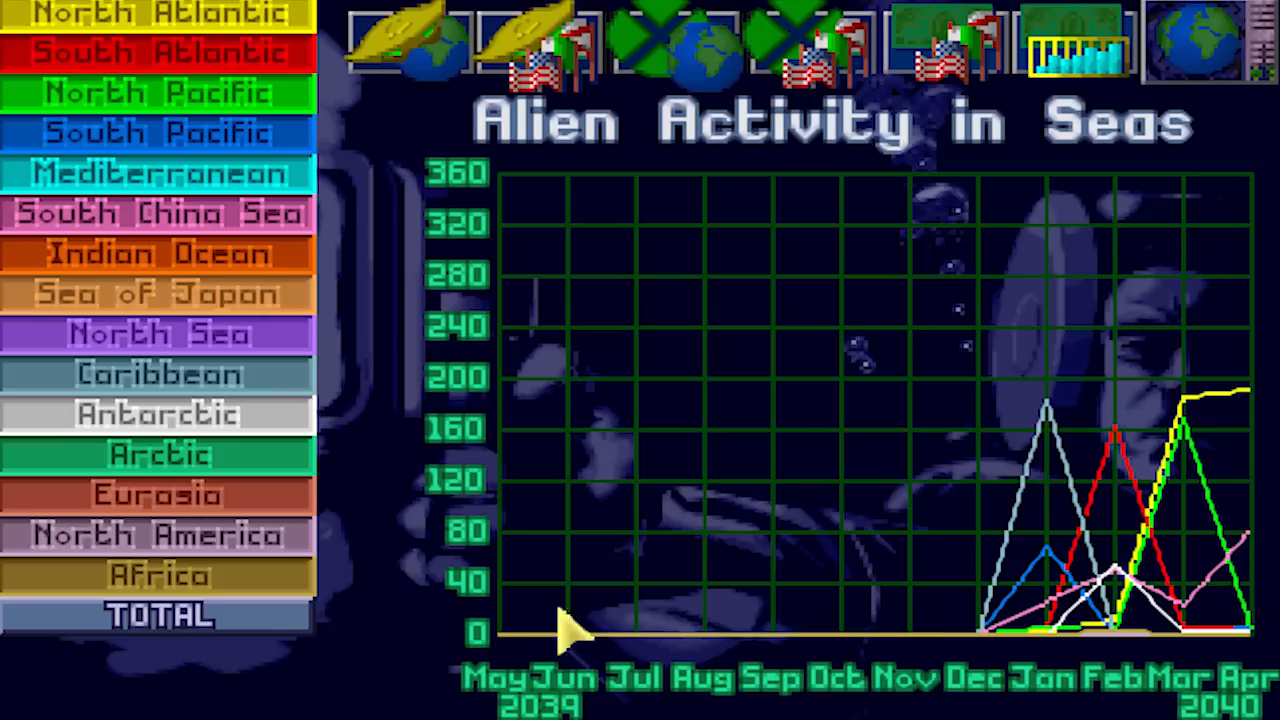 North Atlantic
South Atlantic
North Pacific
South Pacific
Mediterranean
South China Sea
Indian Ocean
Sea of Japan
North Sea
Caribbean
Antarctic
Arctic
Eurasia
North America
Africa
TOTAL
Alien Activity in Seas
360
320
280
240
200
160
120
80
40
0
May Jun Jul Aug Sep Oct Nov Dec Jan Feb Mar Apr
2039 2040